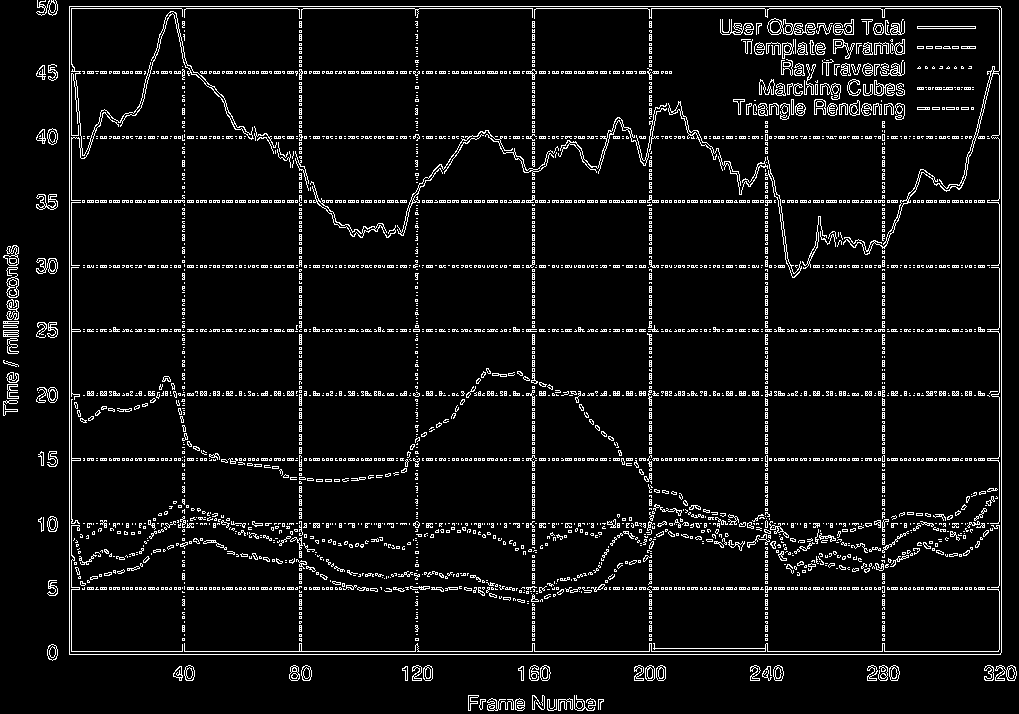 50
User Observed Total
Template Pyramid
45
Ray Traversal
Marching Cubes
Triangle Rendering
40
35
30
Time / milliseconds
25
20
15
10
5
0
40 80 120 160 200 240 280 320
Frame Number